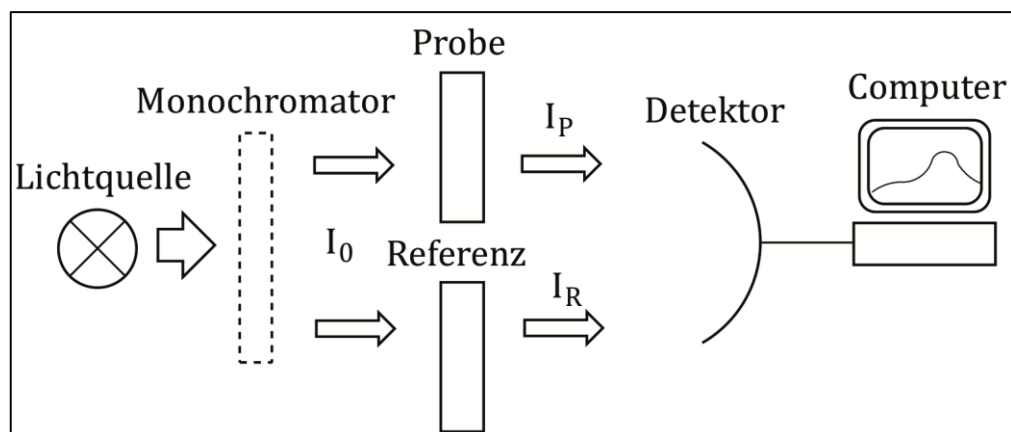 Probe
Monochromator
I_P
Detektor
Computer
Lichtquelle
I_0
Referenz
I_R